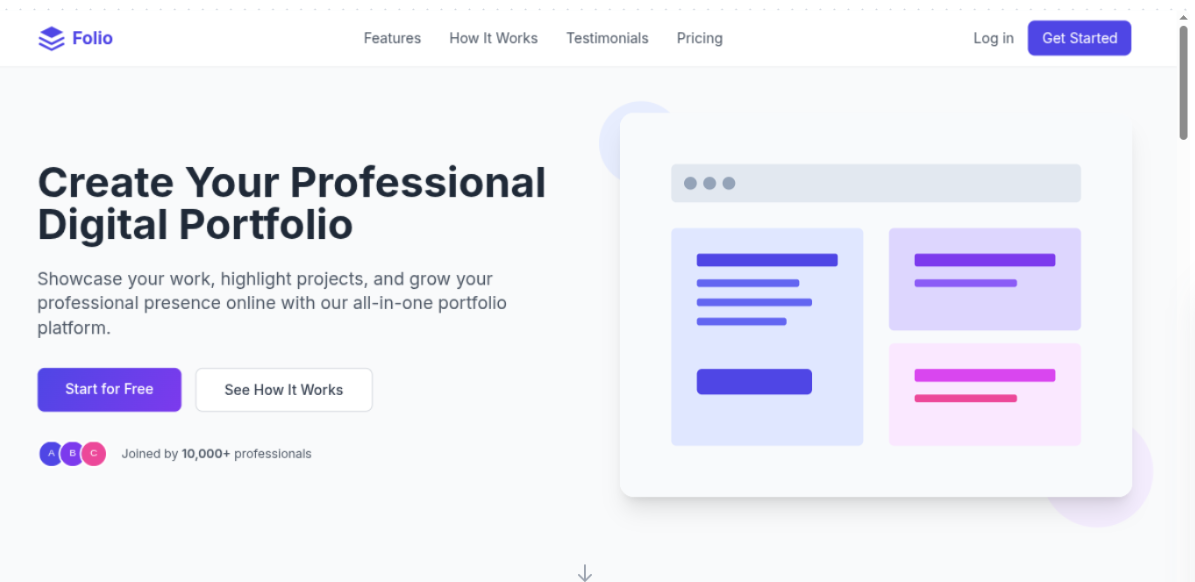 Folio
Features
How It Works
Testimonials
Pricing
Log in
Get Started
Create Your Professional
Digital Portfolio
Showcase your work, highlight projects, and grow your
professional presence online with our all-in-one portfolio
platform.
Start for Free
See How It Works
A B C
Joined by 10,000+ professionals